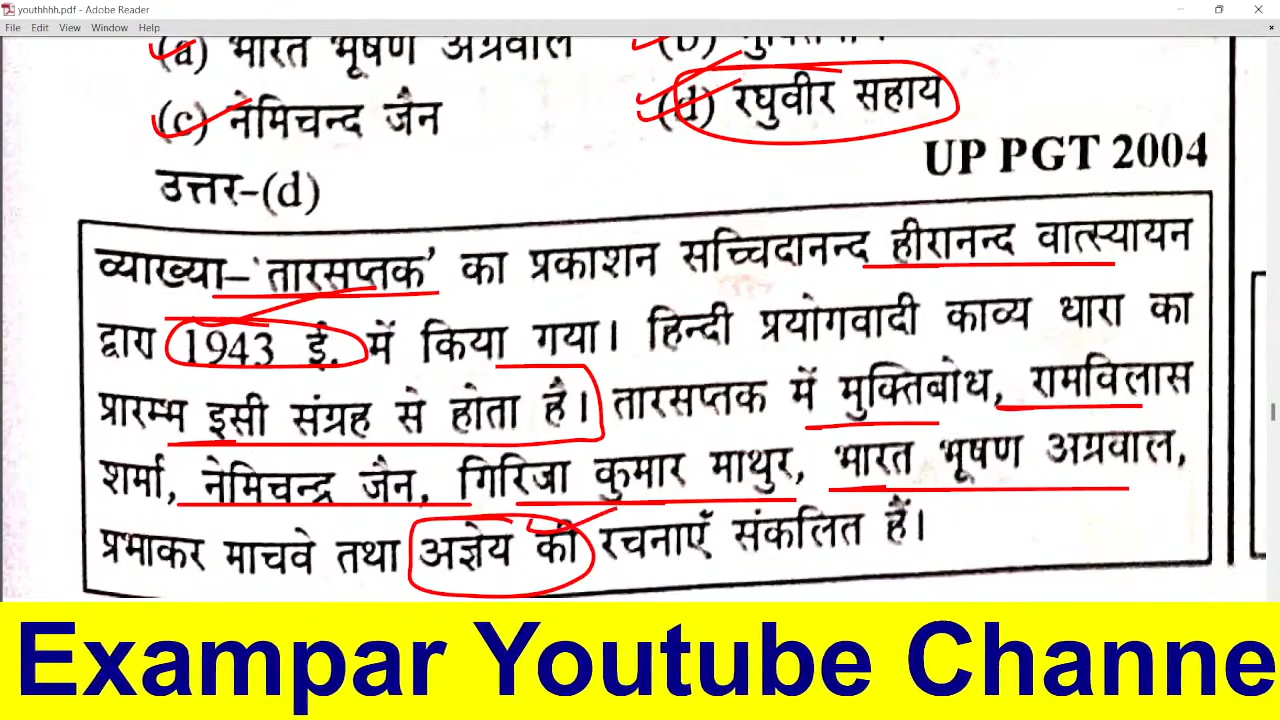 youthhhh.pdf - Adobe Reader
File Edit View Window Help
(a) भारत भूषण अग्रवाल (b)
(c) नेमिचन्द जैन (d) रघुवीर सहाय
UP PGT 2004
उत्तर-(d)
व्याख्या–'तारसप्तक' का प्रकाशन सच्चिदानन्द हीरानन्द वात्स्यायन
द्वारा 1943 ई. में किया गया। हिन्दी प्रयोगवादी काव्य धारा का
प्रारम्भ इसी संग्रह से होता है। तारसप्तक में मुक्तिबोध, रामविलास
शर्मा, नेमिचन्द्र जैन, गिरिजा कुमार माथुर, भारत भूषण अग्रवाल,
प्रभाकर माचवे तथा अज्ञेय की रचनाएँ संकलित हैं।
Exampar Youtube Channe